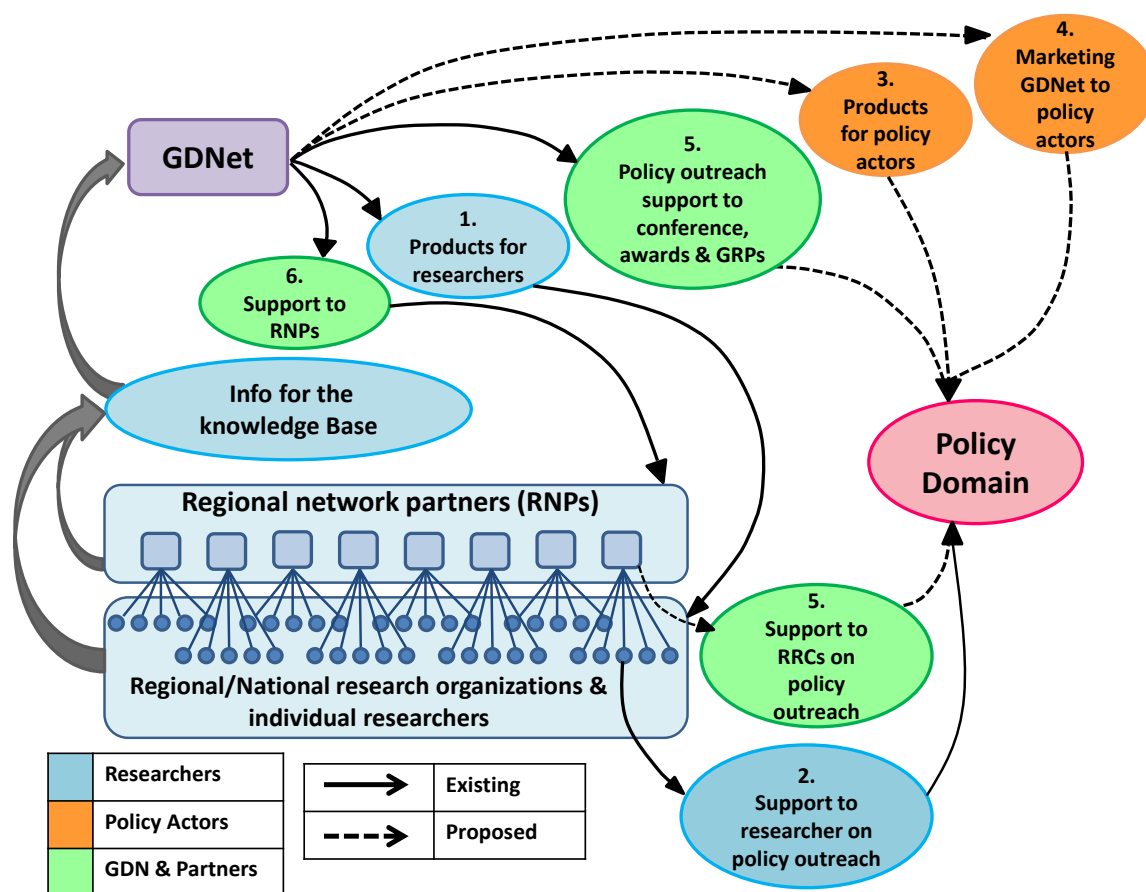 4.
Marketing
GDNet to
policy
actors
3.
Products
for policy
actors
GDNet
5.
Policy outreach
support to
conference,
awards & GRPs
1.
Products for
researchers
6.
Support to
RNPs
Info for the
knowledge Base
Policy
Domain
Regional network partners (RNPs)
5.
Support to
RRCs on
policy
outreach
Regional/National research organizations &
individual researchers
2.
Support to
researcher on
policy outreach
Researchers
Policy Actors
GDN & Partners
Existing
Proposed